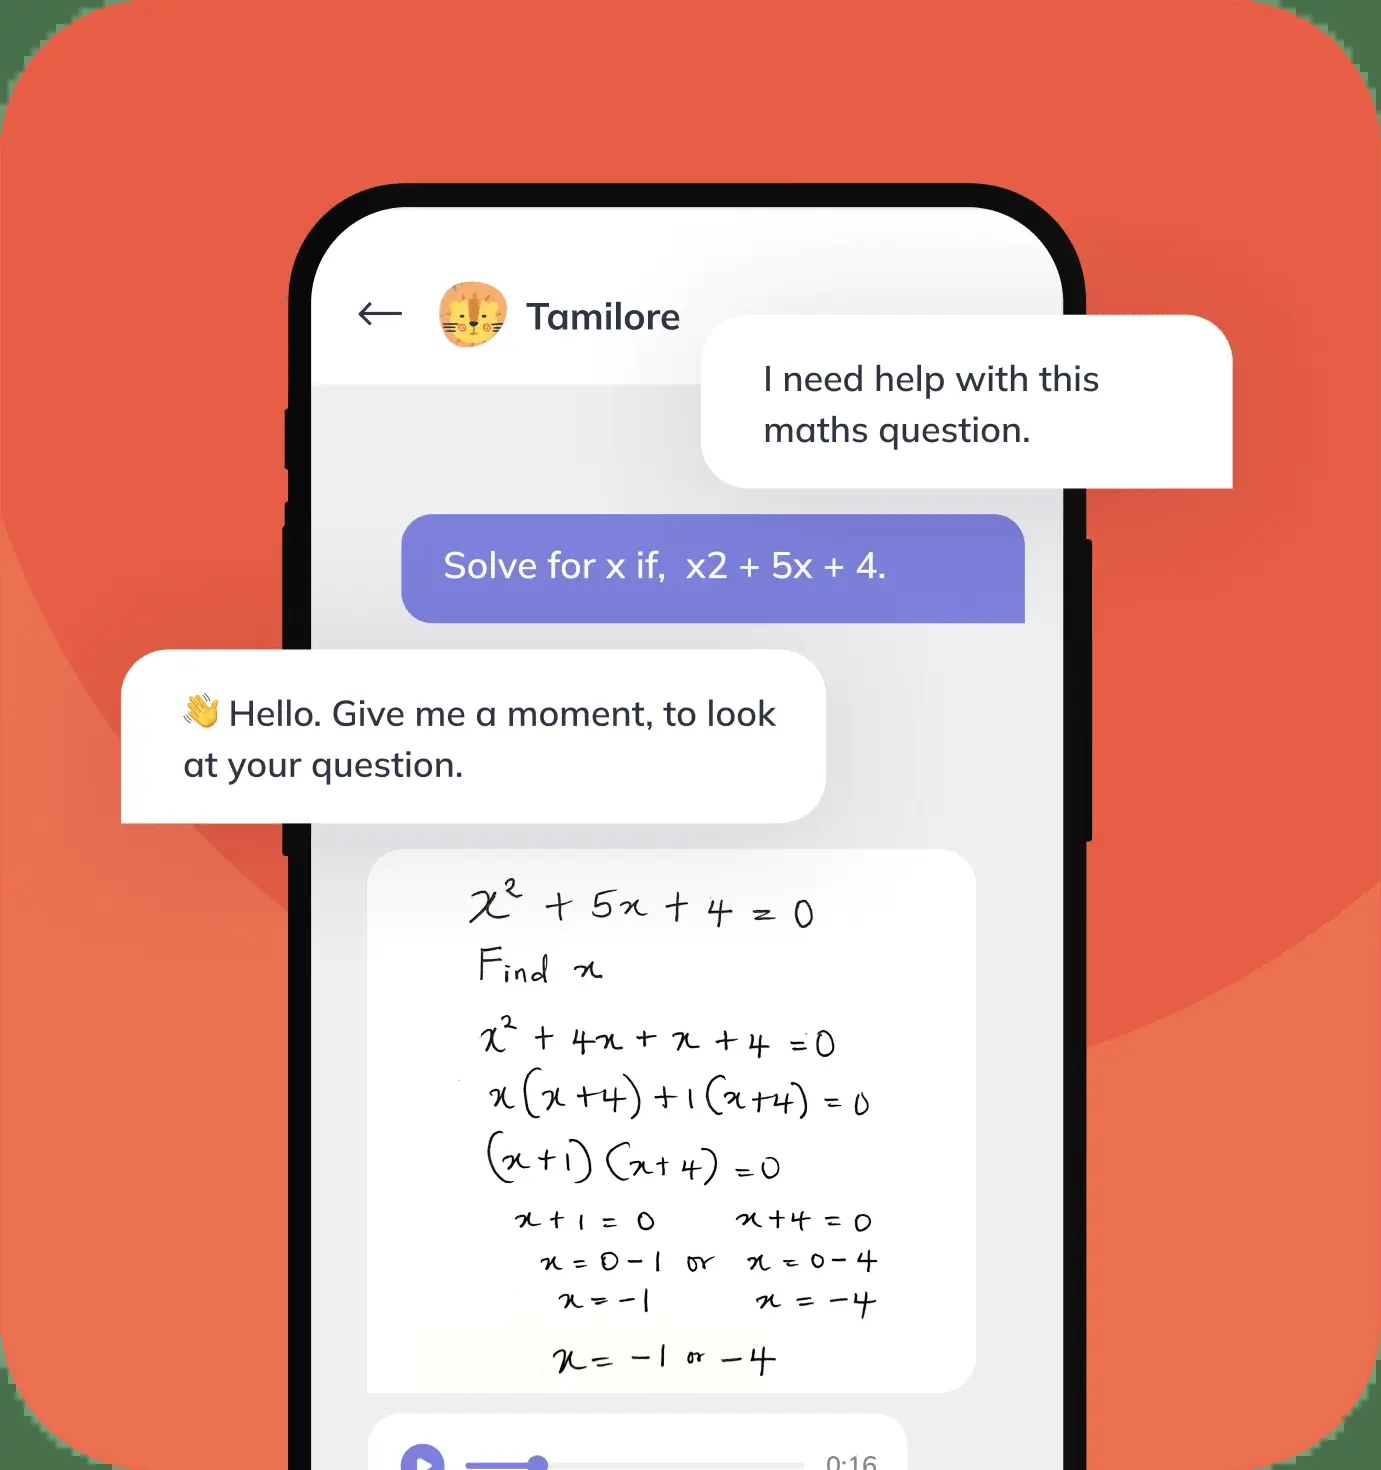 Tamilore
I need help with this
maths question.
Solve for x if, x2 + 5x + 4.
👋 Hello. Give me a moment, to look
at your question.
x² + 5x + 4 = 0
Find x
x² + 4x + x + 4 = 0
x(x+4) + 1(x+4) = 0
(x+1)(x+4) = 0
x + 1 = 0 x + 4 = 0
x = 0 - 1 or x = 0 - 4
x = -1 x = -4
x = -1 or -4
0:16